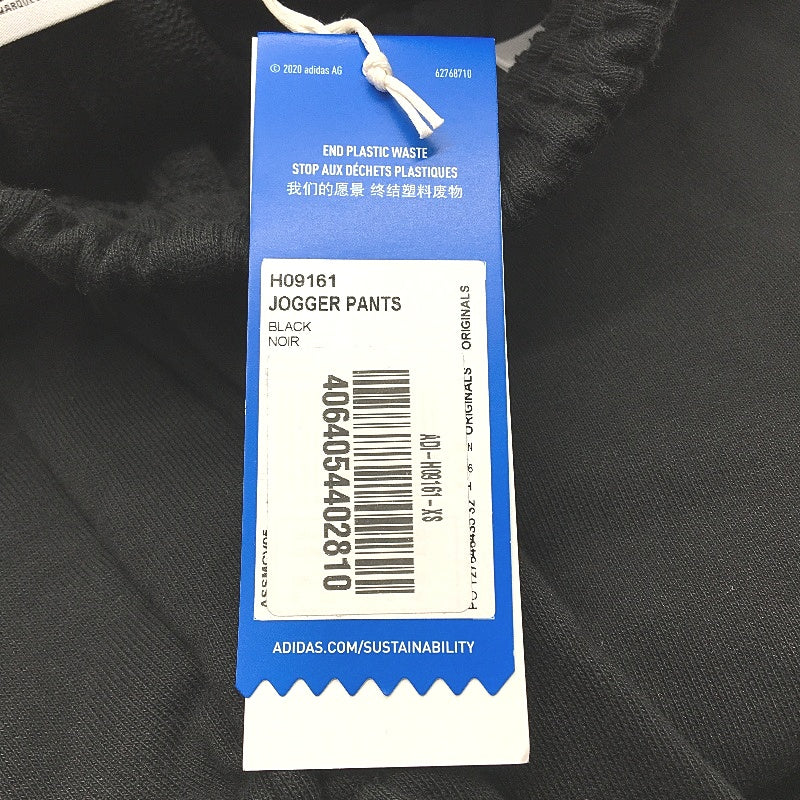 © 2020 adidas AG
62768710
END PLASTIC WASTE
STOP AUX DÉCHETS PLASTIQUES
我们的愿景 终结塑料废物
H09161
JOGGER PANTS
BLACK
NOIR
ORIGINALS
ORIGINALS
4064054402810
ADI-H09161-XS
ADIDAS.COM/SUSTAINABILITY